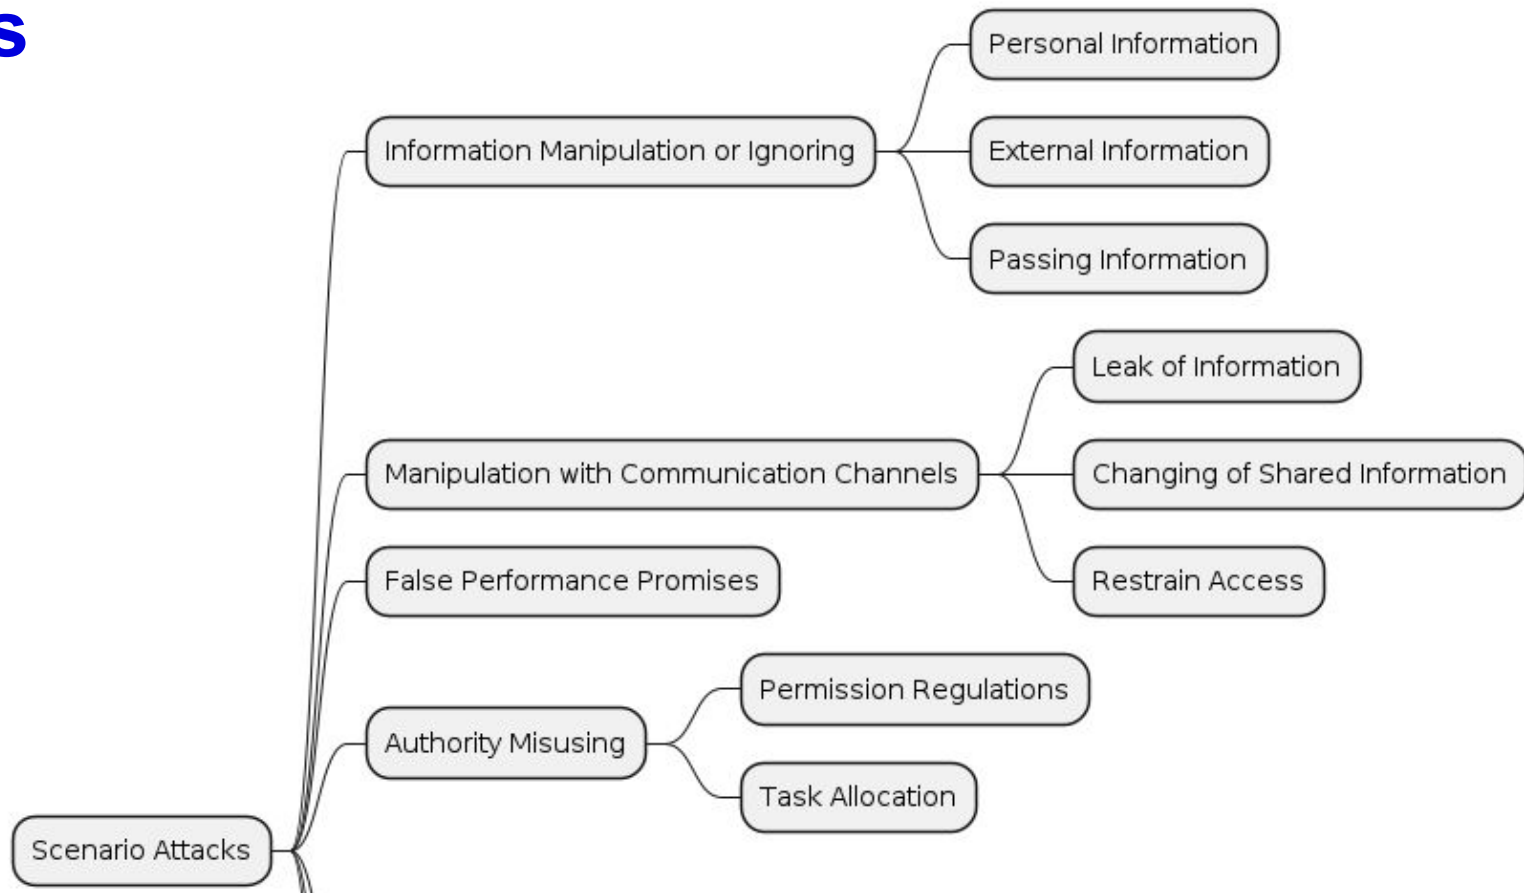 s
Personal Information
Information Manipulation or Ignoring
External Information
Passing Information
Leak of Information
Manipulation with Communication Channels
Changing of Shared Information
False Performance Promises
Restrain Access
Permission Regulations
Authority Misusing
Task Allocation
Scenario Attacks